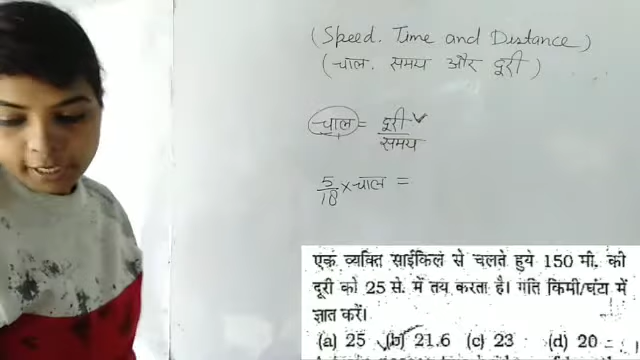 (Speed. Time and Distance)
(चाल. समय और दूरी)
चाल = दूरी
समय
5/18 × चाल =
एक व्यक्ति साईकिल से चलते हुये 150 मी. की
दूरी को 25 से. में तय करता है। गति किमी/घंटा में
ज्ञात करें।
(a) 25 (b) 21.6 (c) 23 (d) 20